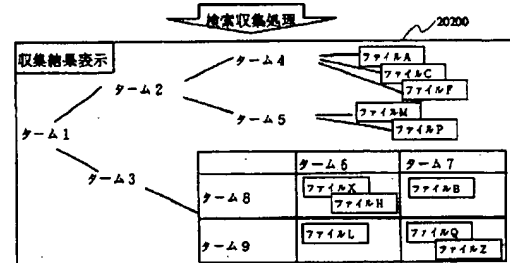 検索収集処理
20200
収集結果表示
ターム4
ファイルA
ファイルC
ファイルF
ターム2
ターム5
ファイルM
ファイルP
ターム1
ターム3
ターム6
ターム7
ターム8
ファイルX
ファイルH
ファイルB
ターム9
ファイルL
ファイルQ
ファイルZ